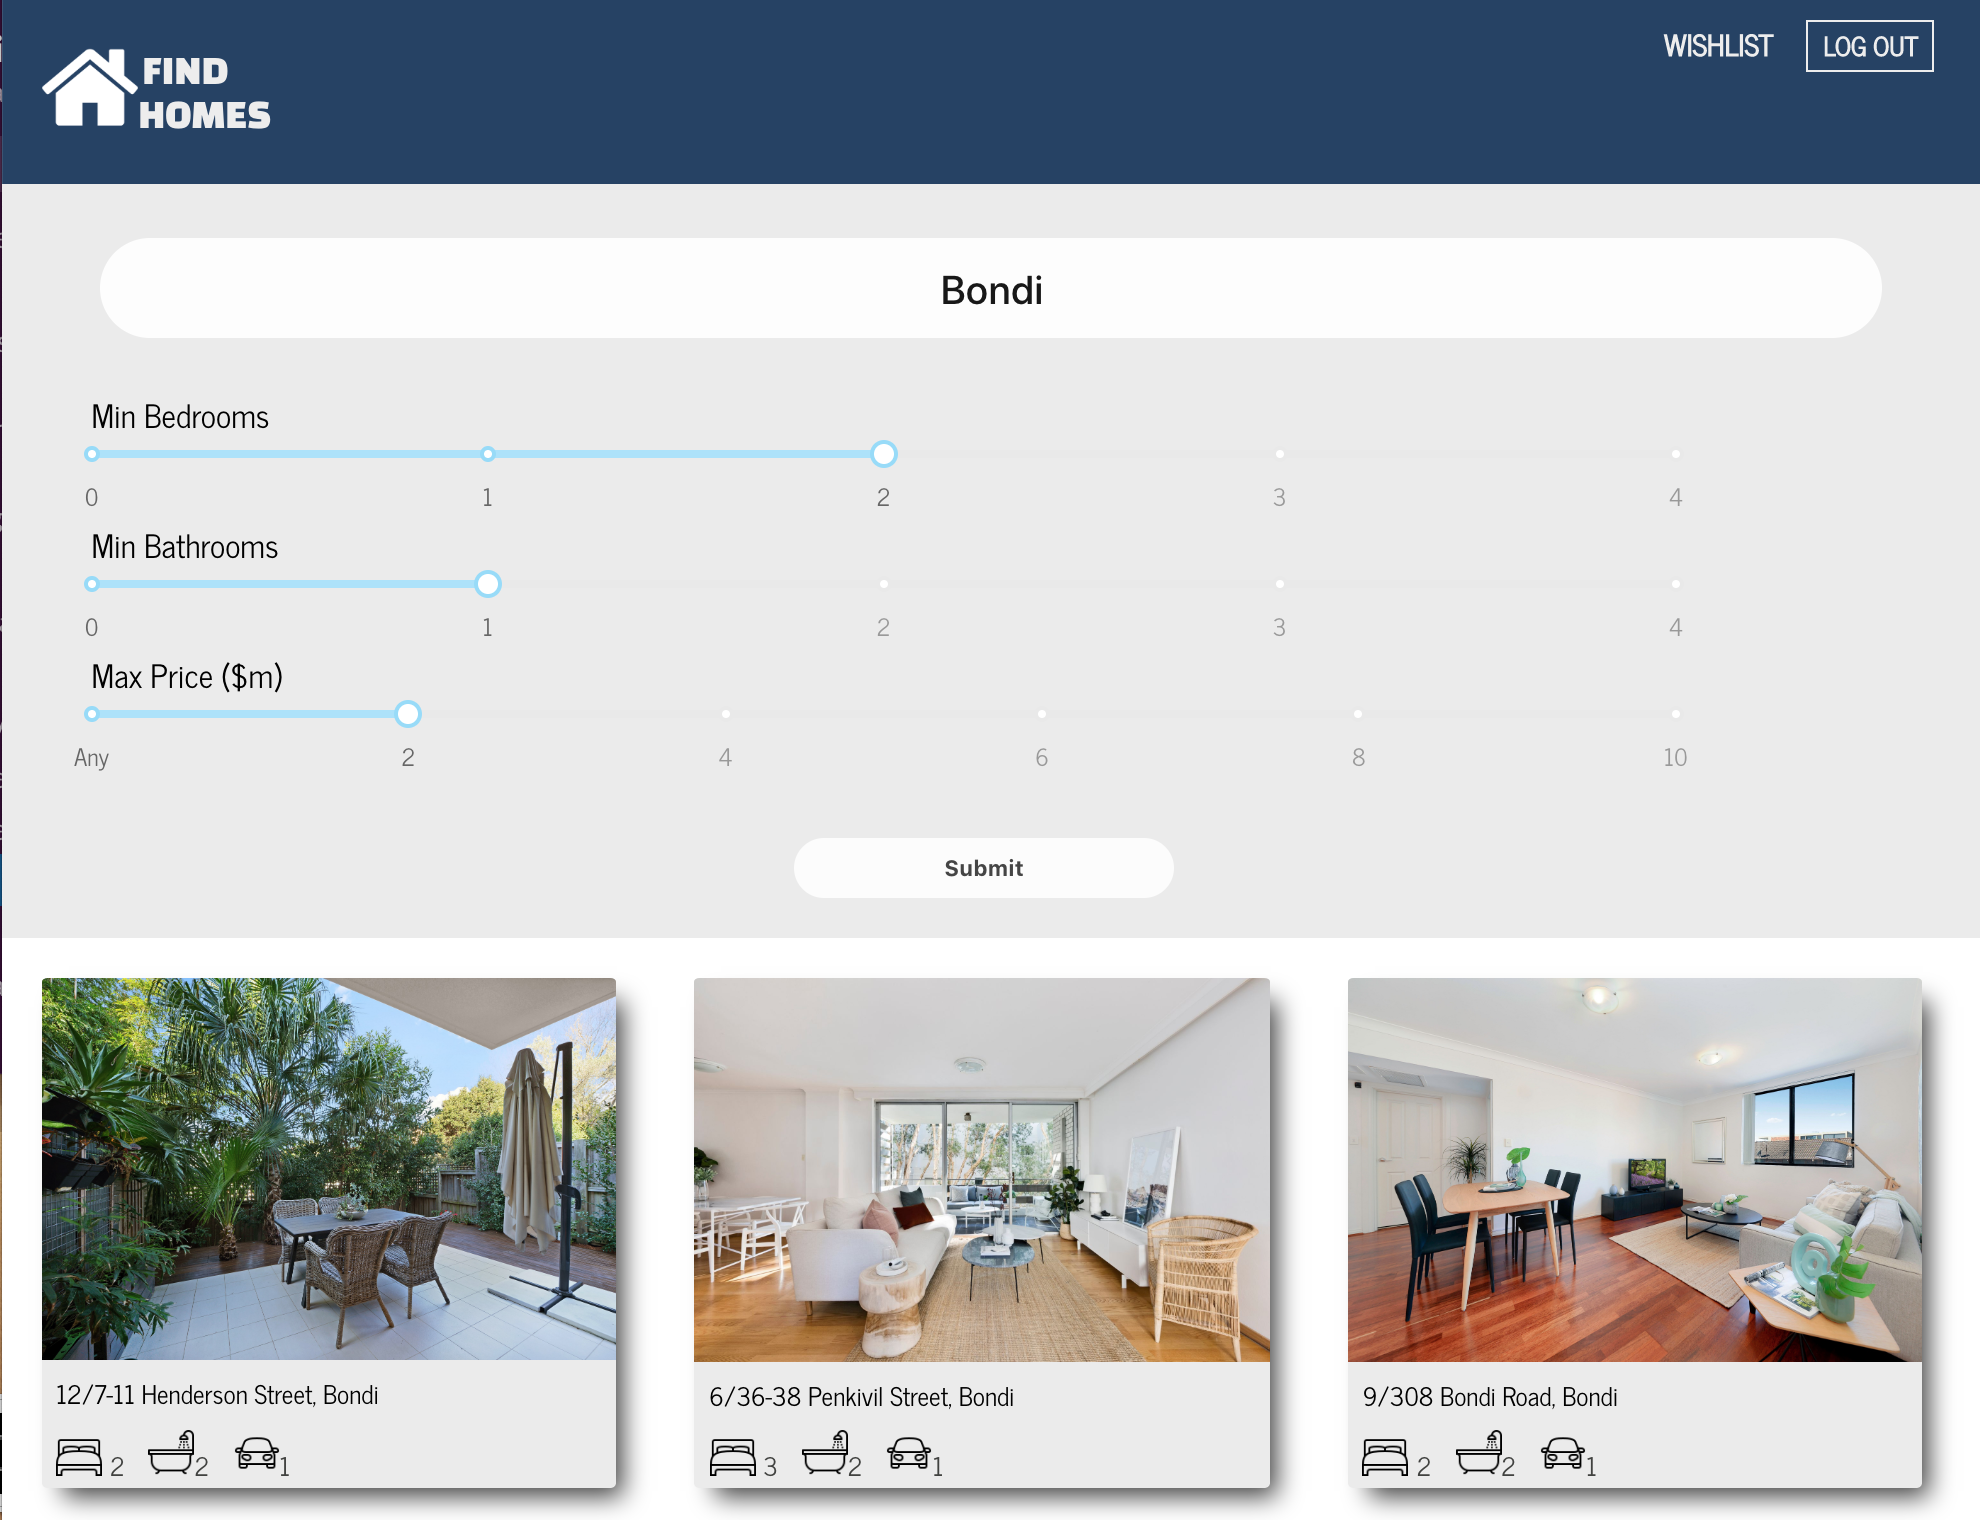 FIND
HOMES
WISHLIST
LOG OUT
Bondi
Min Bedrooms
0 1 2 3 4
Min Bathrooms
0 1 2 3 4
Max Price ($m)
Any 2 4 6 8 10
Submit
12/7-11 Henderson Street, Bondi
2 2 1
6/36-38 Penkivil Street, Bondi
3 2 1
9/308 Bondi Road, Bondi
2 2 1